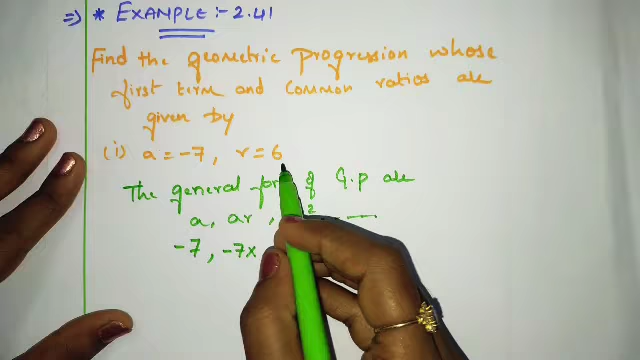 ⇒ * EXAMPLE :- 2.41
Find the geometric progression whose
first term and common ratios are
given by
(i) a = -7, r = 6
The general of G.P are
a, ar, 2 —
-7, -7x